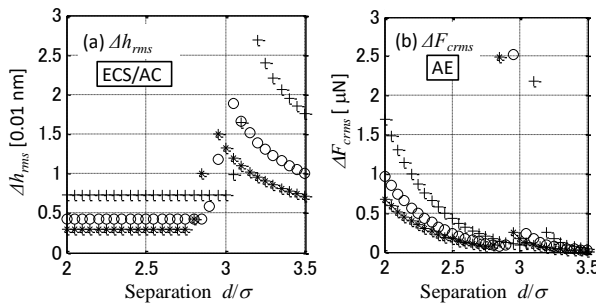 (a) Δh_rms
ECS/AC
Δh_rms [0.01 nm]
3
2.5
2
1.5
1
0.5
0
2
2.5
3
3.5
Separation d/σ
(b) ΔF_crms
AE
ΔF_crms [μN]
3
2.5
2
1.5
1
0.5
0
2
2.5
3
3.5
Separation d/σ